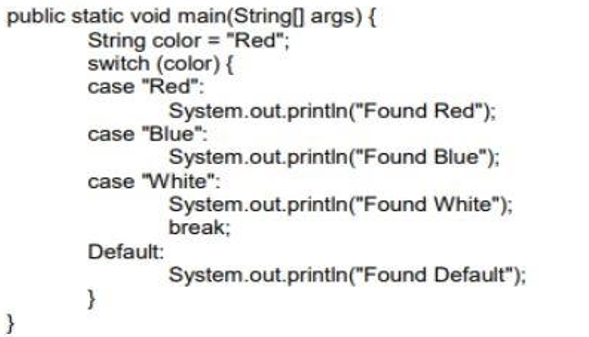 public static void main(String[] args) {
String color = "Red";
switch (color) {
case "Red":
System.out.println("Found Red");
case "Blue":
System.out.println("Found Blue");
case "White":
System.out.println("Found White");
break;
Default:
System.out.println("Found Default");
}
}